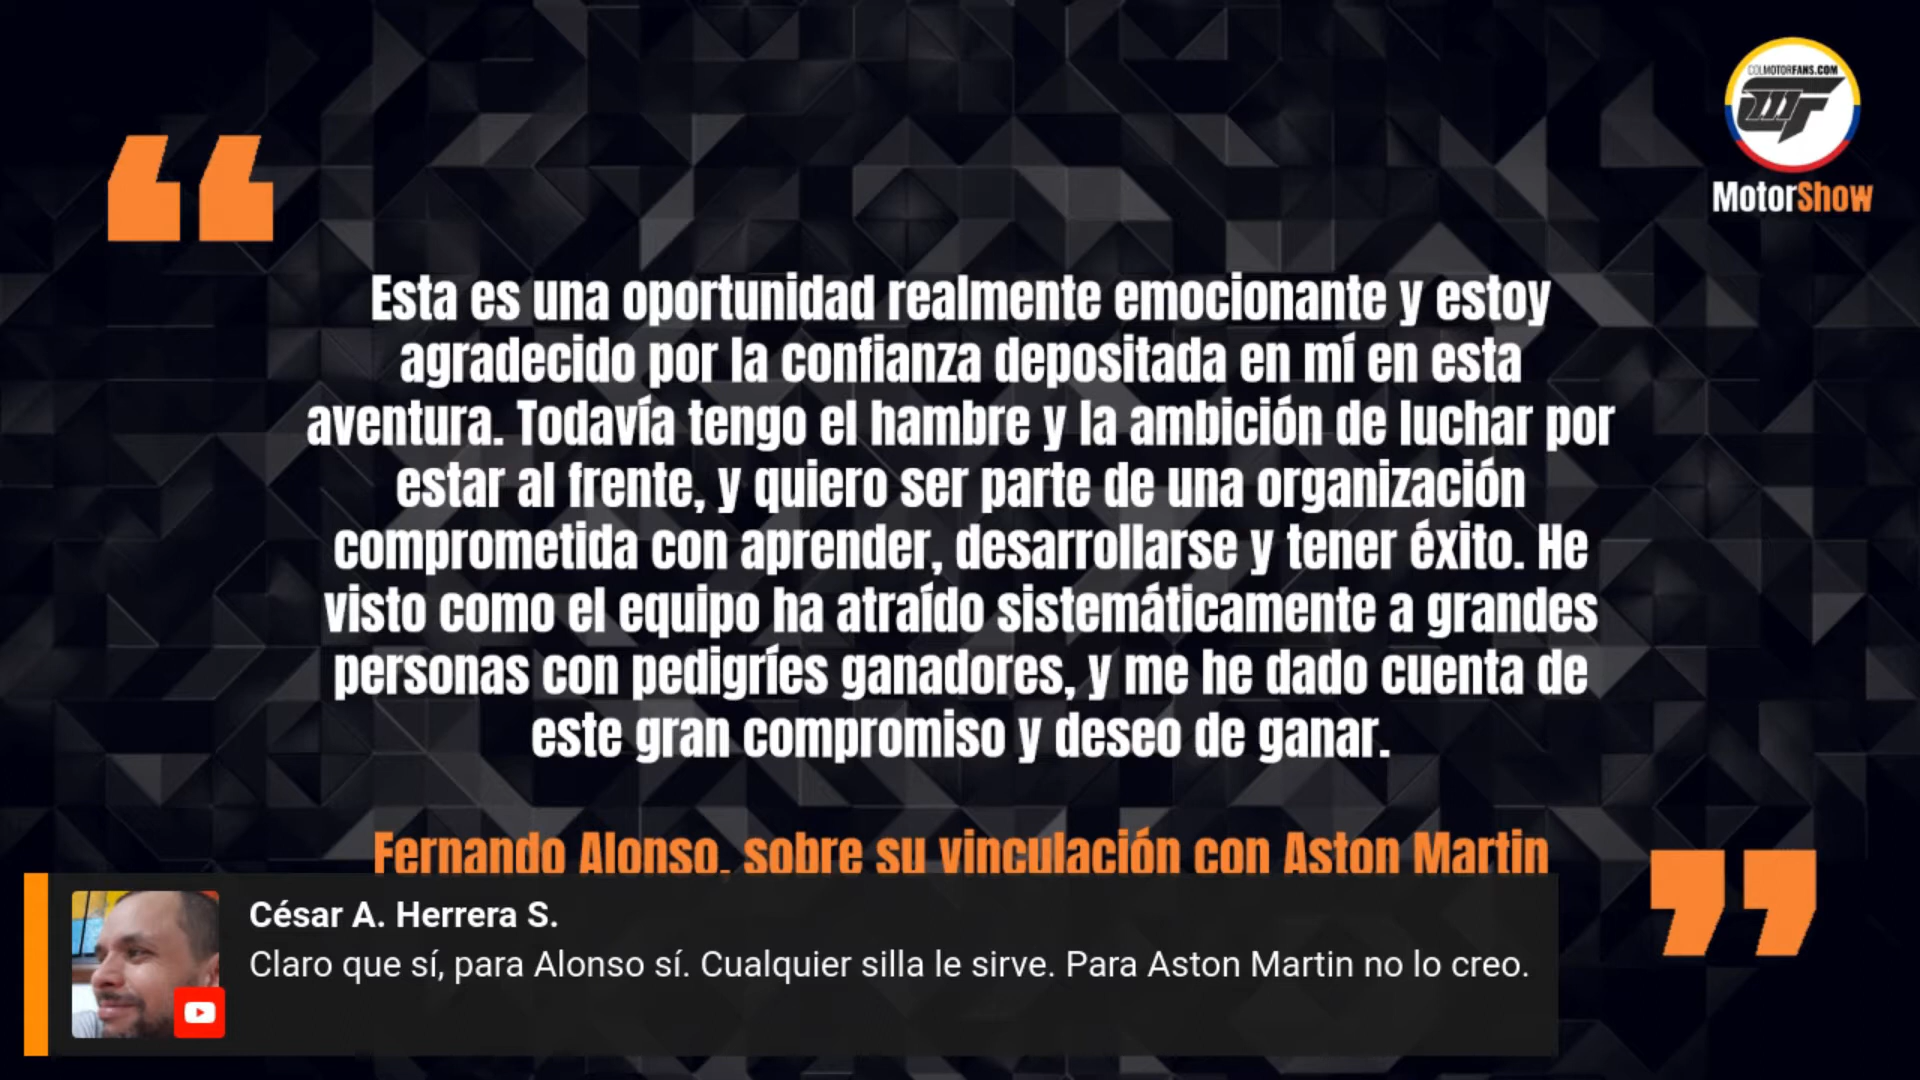 COLMOTORFANS.COM
MotorShow
Esta es una oportunidad realmente emocionante y estoy
agradecido por la confianza depositada en mí en esta
aventura. Todavía tengo el hambre y la ambición de luchar por
estar al frente, y quiero ser parte de una organización
comprometida con aprender, desarrollarse y tener éxito. He
visto como el equipo ha atraído sistemáticamente a grandes
personas con pedigríes ganadores, y me he dado cuenta de
este gran compromiso y deseo de ganar.
Fernando Alonso, sobre su vinculación con Aston Martin
César A. Herrera S.
Claro que sí, para Alonso sí. Cualquier silla le sirve. Para Aston Martin no lo creo.